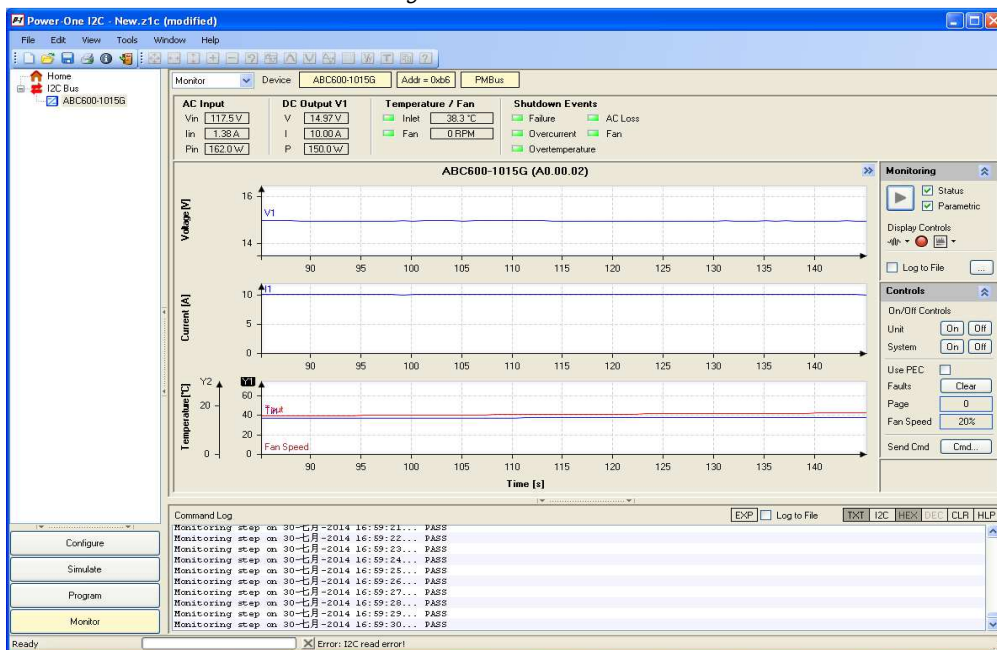 Power-One I2C - New.z1c (modified)
File Edit View Tools Window Help
Home
I2C Bus
ABC600-1015G
Monitor Device ABC600-1015G Addr = 0xb6 PMBus
AC Input DC Output V1 Temperature / Fan Shutdown Events
Vin 117.5 V V 14.97 V Inlet 38.3 °C Failure AC Loss
Iin 1.38 A I 10.00 A Fan 0 RPM Overcurrent Fan
Pin 162.0 W P 150.0 W Overtemperature
ABC600-1015G (A0.00.02)
Voltage [V]
16
V1
14
90 95 100 105 110 115 120 125 130 135 140
Current [A]
10
I1
5
0
90 95 100 105 110 115 120 125 130 135 140
Temperature [°C]
Y2 Y1
60
20 40
20
Fan Speed
0 0
90 95 100 105 110 115 120 125 130 135 140
Time [s]
Monitoring
Status
Parametric
Display Controls
Log to File ...
Controls
On/Off Controls
Unit On Off
System On Off
Use PEC
Faults Clear
Page 0
Fan Speed 20%
Send Cmd Cmd...
Command Log EXP Log to File TXT I2C HEX DEC CLR HLP
Monitoring step on 30-七月-2014 16:59:21... PASS
Monitoring step on 30-七月-2014 16:59:22... PASS
Monitoring step on 30-七月-2014 16:59:23... PASS
Monitoring step on 30-七月-2014 16:59:24... PASS
Monitoring step on 30-七月-2014 16:59:25... PASS
Monitoring step on 30-七月-2014 16:59:26... PASS
Monitoring step on 30-七月-2014 16:59:27... PASS
Monitoring step on 30-七月-2014 16:59:28... PASS
Monitoring step on 30-七月-2014 16:59:29... PASS
Monitoring step on 30-七月-2014 16:59:30... PASS
Configure
Simulate
Program
Monitor
Ready Error: I2C read error!